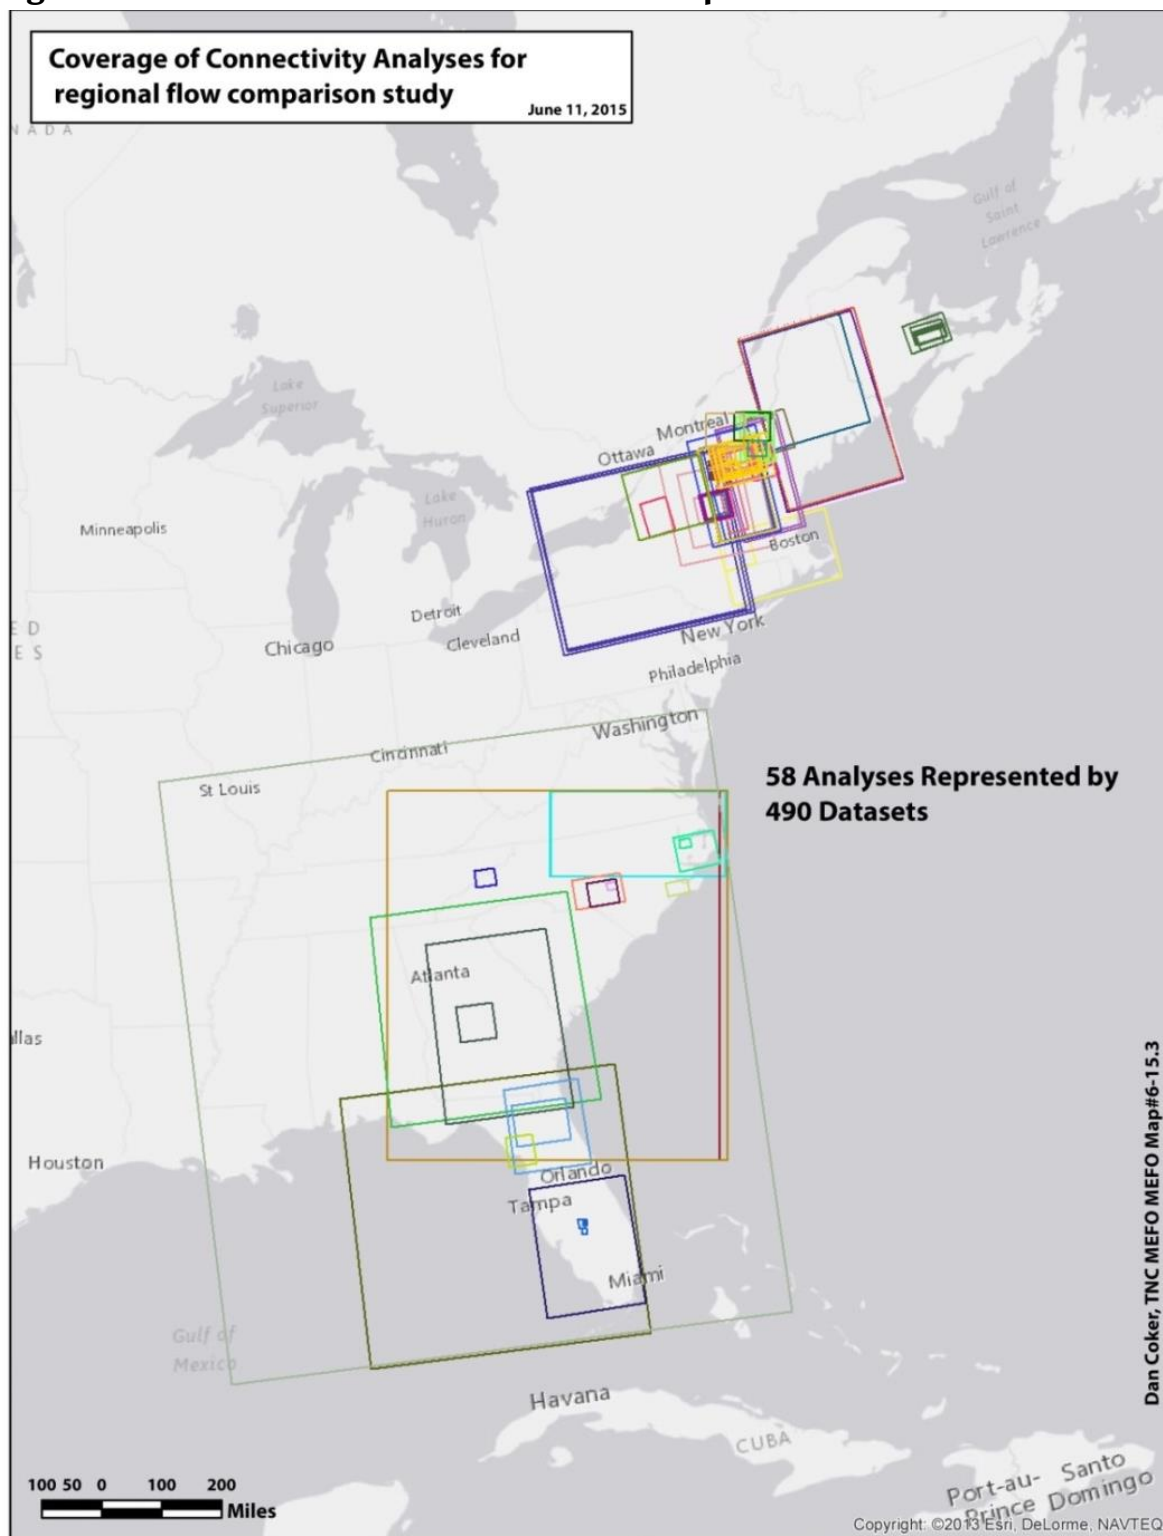 Coverage of Connectivity Analyses for
regional flow comparison study
June 11, 2015
NADA
Gulf of
Saint
Lawrence
Lake
Superior
Montreal
Ottawa
Lake
Huron
Minneapolis
Boston
Detroit
ED
ES
Chicago
Cleveland
New York
Philadelphia
Washington
Cincinnati
St Louis
58 Analyses Represented by
490 Datasets
Atlanta
llas
Houston
Orlando
Tampa
Miami
Gulf of
Mexico
Havana
CUBA
Port-au-
Prince
Santo
Domingo
100 50 0 100 200
Miles
Dan Coker, TNC MEFO MEFO Map#6-15.3
Copyright: ©2013 Esri, DeLorme, NAVTEQ